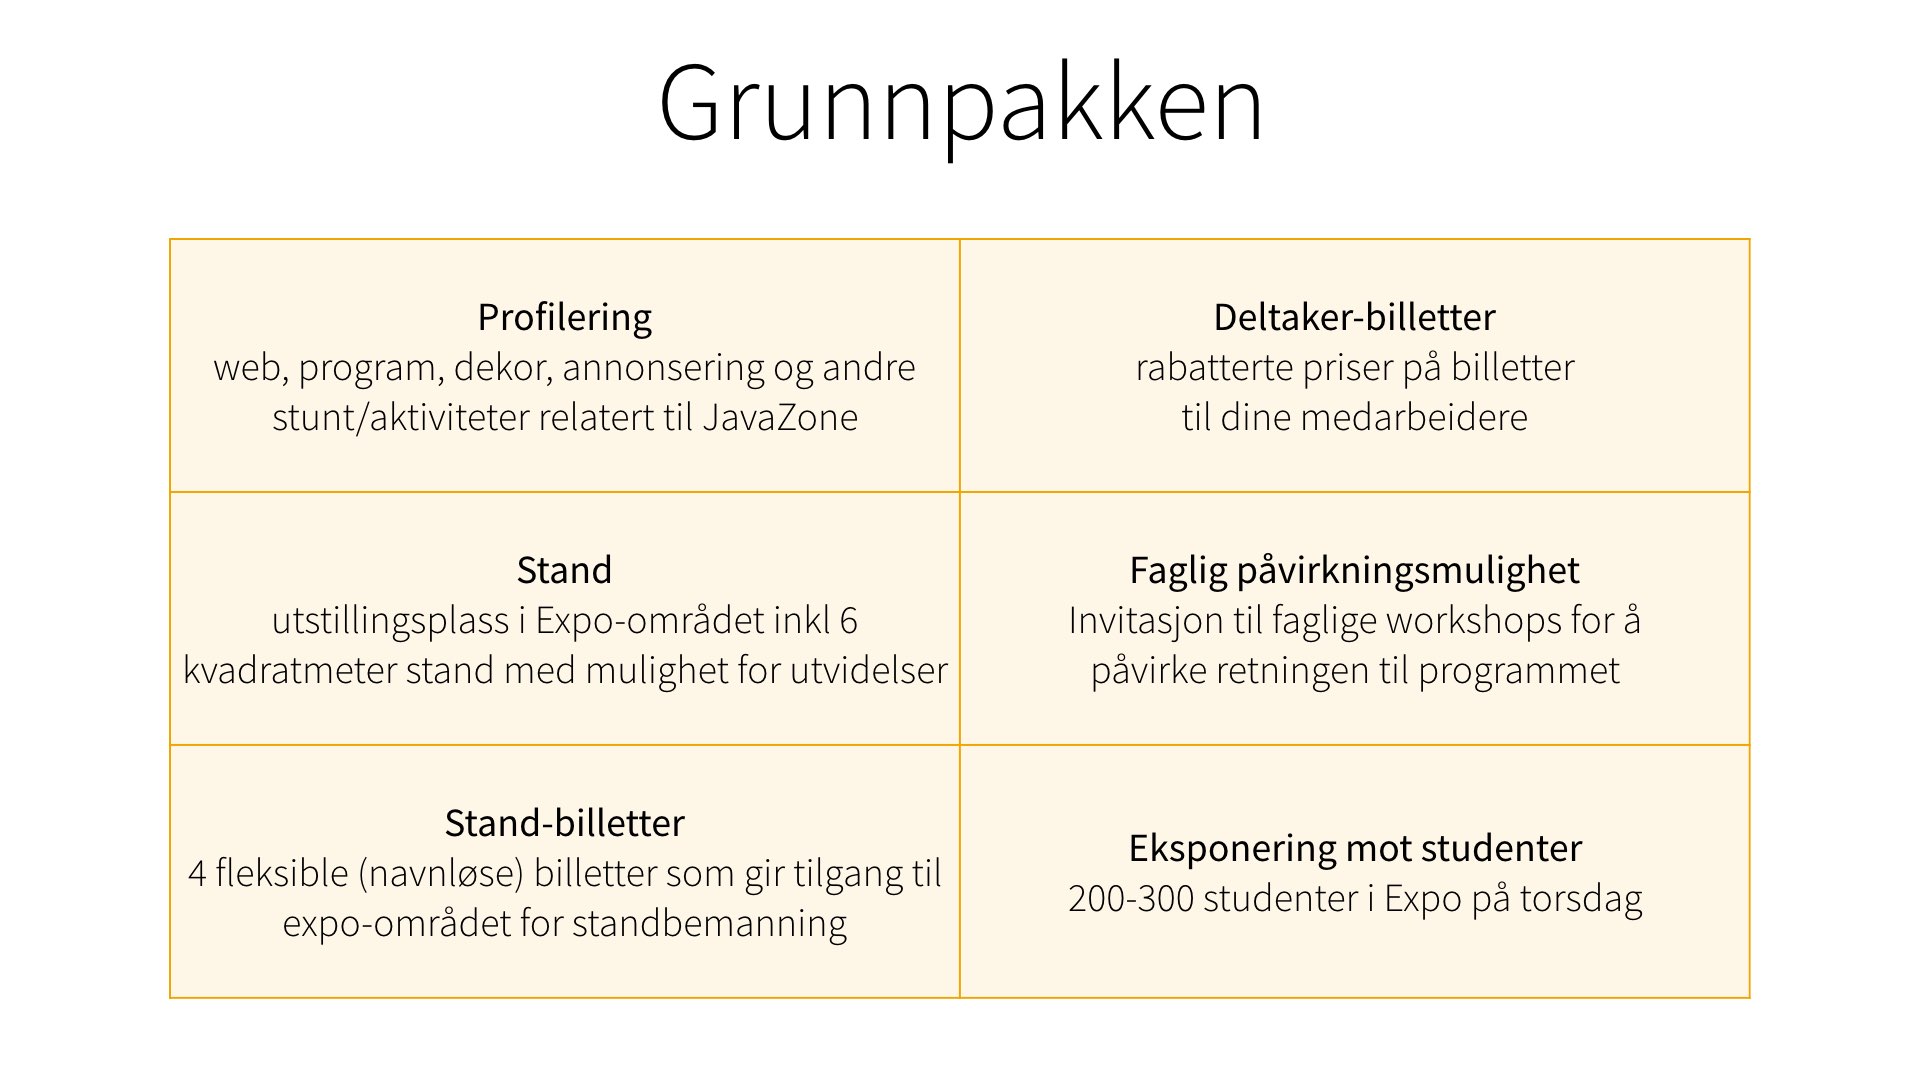 Grunnpakken
Profilering
web, program, dekor, annonsering og andre
stunt/aktiviteter relatert til JavaZone
Deltaker-billetter
rabatterte priser på billetter
til dine medarbeidere
Stand
utstillingsplass i Expo-området inkl 6
kvadratmeter stand med mulighet for utvidelser
Faglig påvirkningsmulighet
Invitasjon til faglige workshops for å
påvirke retningen til programmet
Stand-billetter
4 fleksible (navnløse) billetter som gir tilgang til
expo-området for standbemanning
Eksponering mot studenter
200-300 studenter i Expo på torsdag